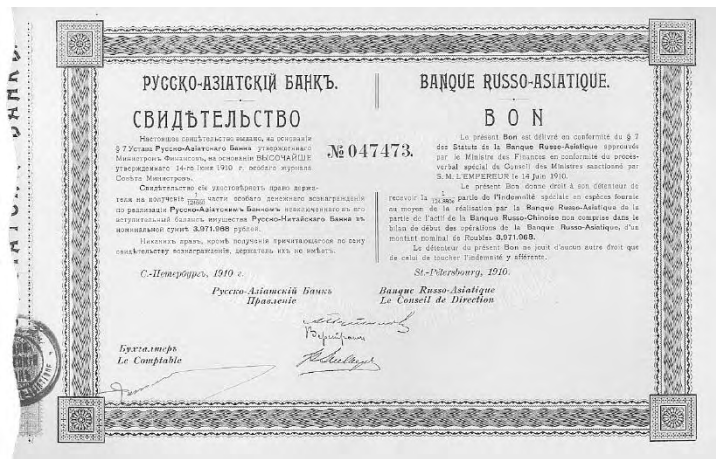 РУССКО-АЗІАТСКІЙ БАНКЪ.
СВИДѢТЕЛЬСТВО
Настоящее свидѣтельство выдано, на основаніи
§ 7 Устава Русско-Азіатскаго Банка утвержденнаго
Министромъ Финансовъ, на основаніи ВЫСОЧАЙШЕ
утвержденнаго 14-го Іюня 1910 г. особаго журнала
Совѣта Министровъ.
Свидѣтельство сіе удостовѣряетъ право держа-
теля на полученіе части особаго денежнаго вознагражденія
по реализаціи Русско-Азіатскимъ Банкомъ невключеннаго въ его
вступительный балансъ имущества Русско-Китайскаго Банка въ
номинальной суммѣ 3,971.968 рублей.
Никакихъ правъ, кромѣ полученія причитающагося по сему
свидѣтельству вознагражденія, держатель ихъ не имѣетъ.
С.-Петербургъ, 1910 г.
Русско-Азіатскій Банкъ
Правленіе
№ 047473.
BANQUE RUSSO-ASIATIQUE.
BON
Le présent Bon est délivré en conformité du § 7
des Statuts de la Banque Russo-Asiatique approuvés
par le Ministre des Finances en conformité du procès-
verbal spécial du Conseil des Ministres sanctionné par
S. M. L'EMPEREUR le 14 Juin 1910.
Le présent Bon donne droit à son détenteur de
recevoir la partie de l'indemnité spéciale en espèces fournie
au moyen de la réalisation par la Banque Russo-Asiatique de la
partie de l'actif de la Banque Russo-Chinoise non comprise dans le
bilan de début des opérations de la Banque Russo-Asiatique, d'un
montant nominal de Roubles 3,971.968.
Le détenteur du présent Bon ne jouit d'aucun autre droit que
de celui de toucher l'indemnité y afférente.
St.-Pétersbourg, 1910.
Banque Russo-Asiatique
Le Conseil de Direction
Бухгалтеръ
Le Comptable